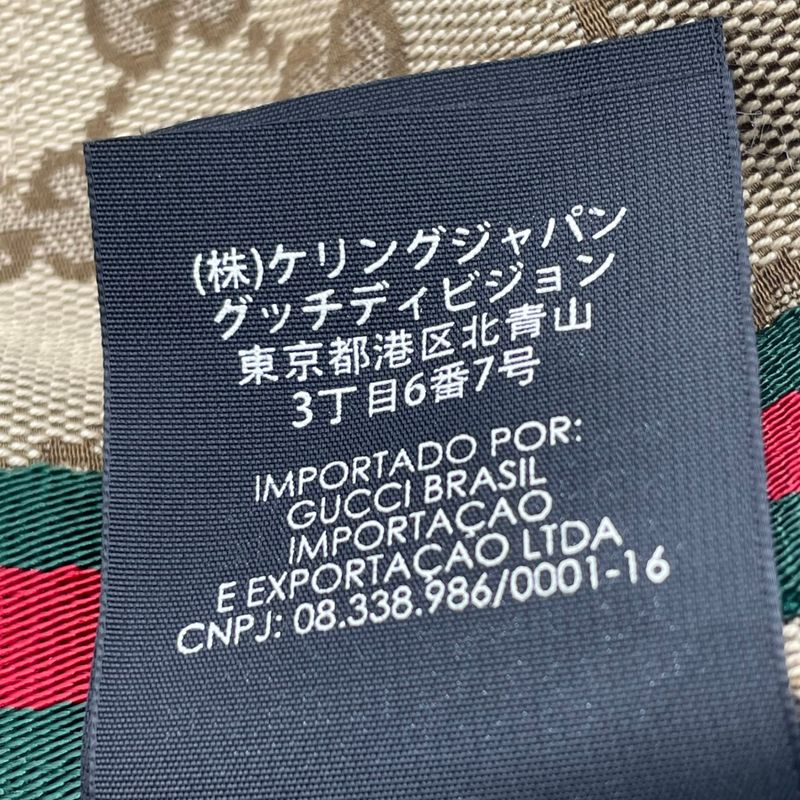 (株)ケリングジャパン
グッチディビジョン
東京都港区北青山
3丁目6番7号
IMPORTADO POR:
GUCCI BRASIL
IMPORTAÇAO
E EXPORTAÇAO LTDA
CNPJ: 08.338.986/0001-16